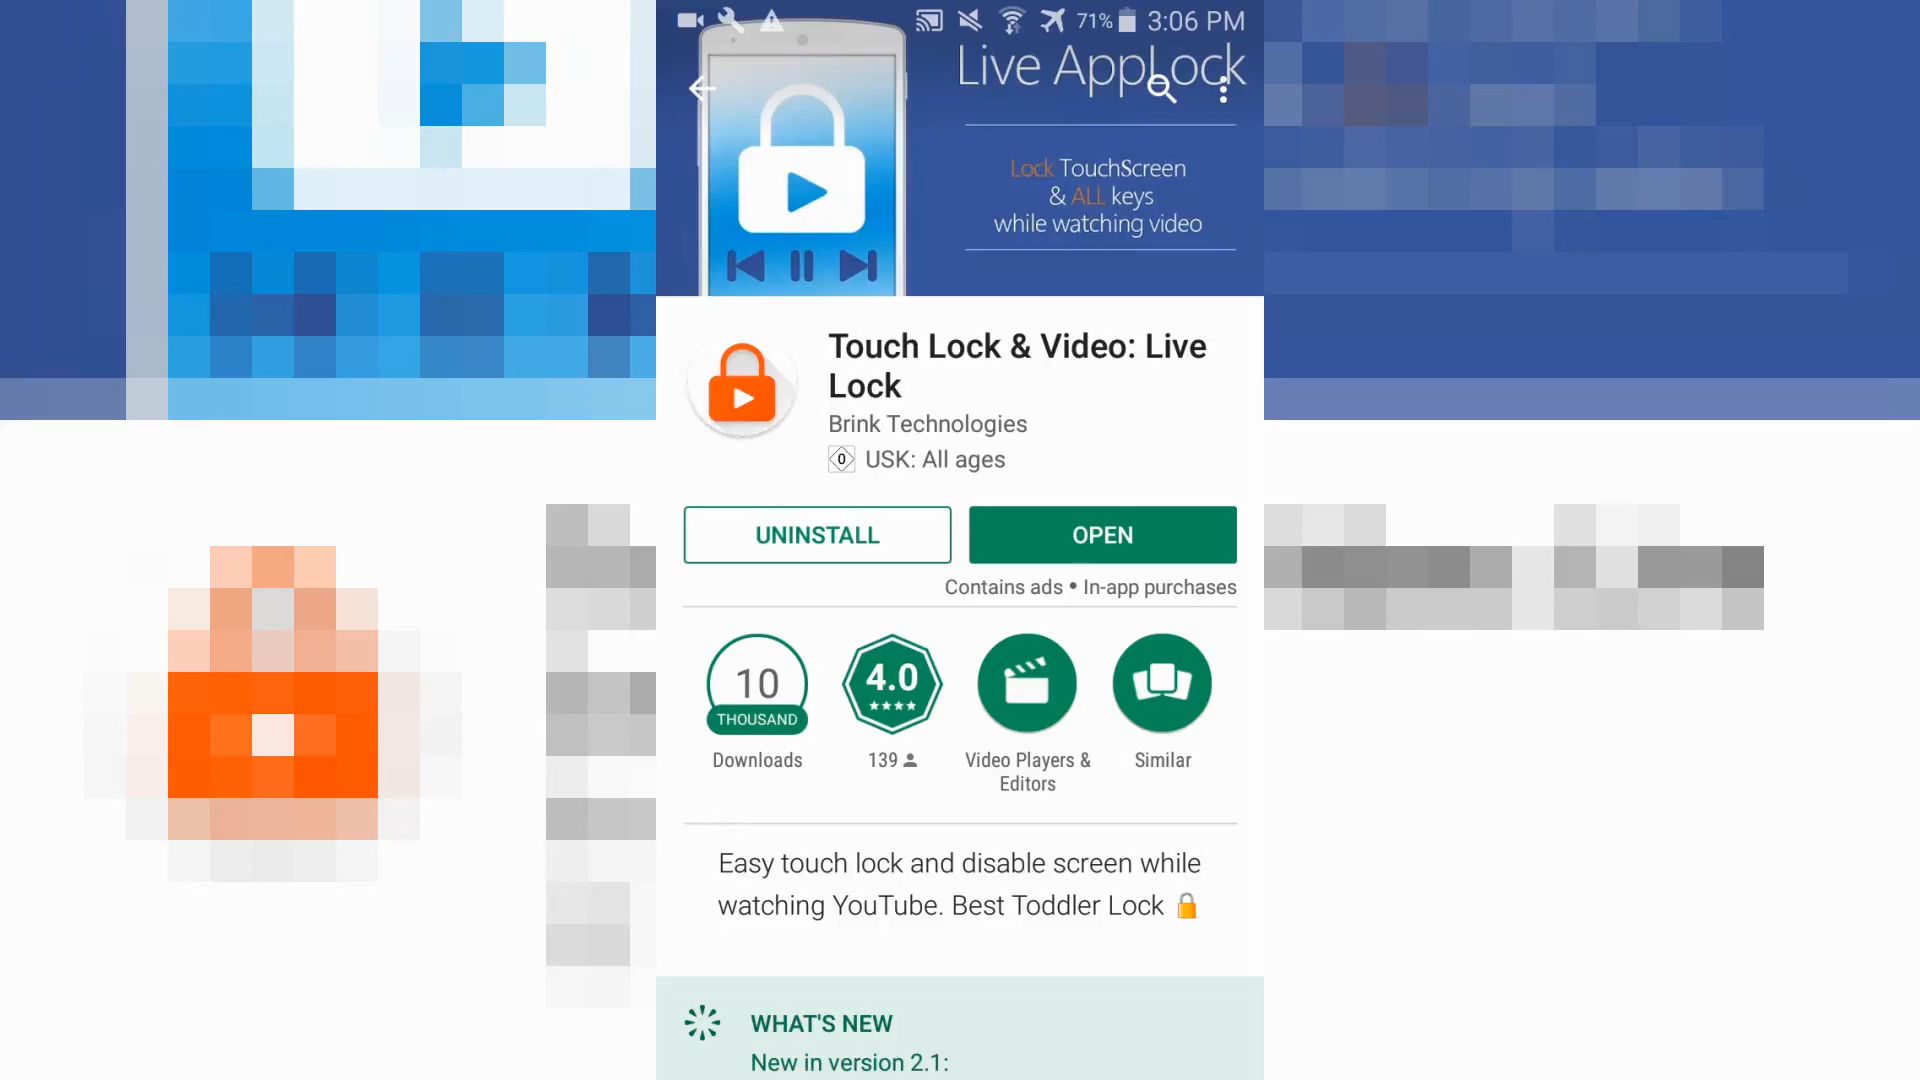 71% 3:06 PM
Live AppLock
Lock TouchScreen
& ALL keys
while watching video
Touch Lock & Video: Live
Lock
Brink Technologies
0 USK: All ages
UNINSTALL OPEN
Contains ads • In-app purchases
10
THOUSAND
Downloads
4.0
139
Video Players &
Editors
Similar
Easy touch lock and disable screen while
watching YouTube. Best Toddler Lock 🔒
WHAT'S NEW
New in version 2.1: